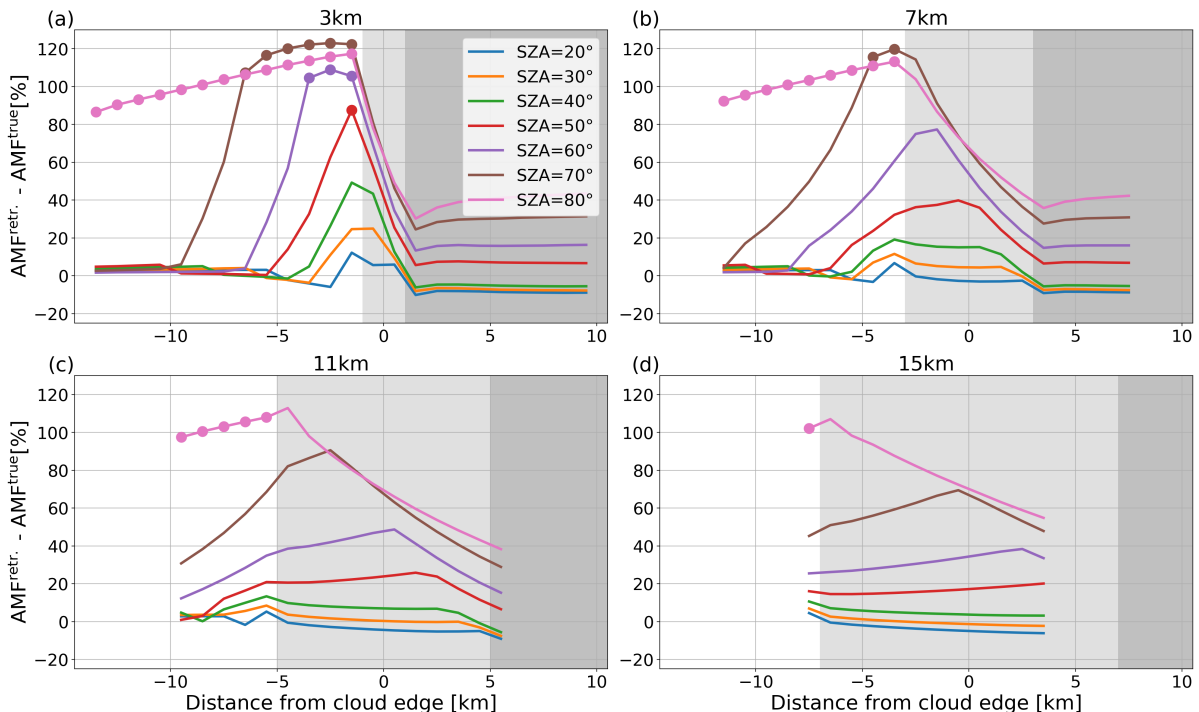 (a)
3km
120
100
80
60
40
20
0
−20
−10
−5
0
5
10
AMF^retr. - AMF^true[%]
SZA=20°
SZA=30°
SZA=40°
SZA=50°
SZA=60°
SZA=70°
SZA=80°
(b)
7km
120
100
80
60
40
20
0
−20
−10
−5
0
5
10
(c)
11km
120
100
80
60
40
20
0
−20
−10
−5
0
5
10
AMF^retr. - AMF^true[%]
Distance from cloud edge [km]
(d)
15km
120
100
80
60
40
20
0
−20
−10
−5
0
5
10
Distance from cloud edge [km]